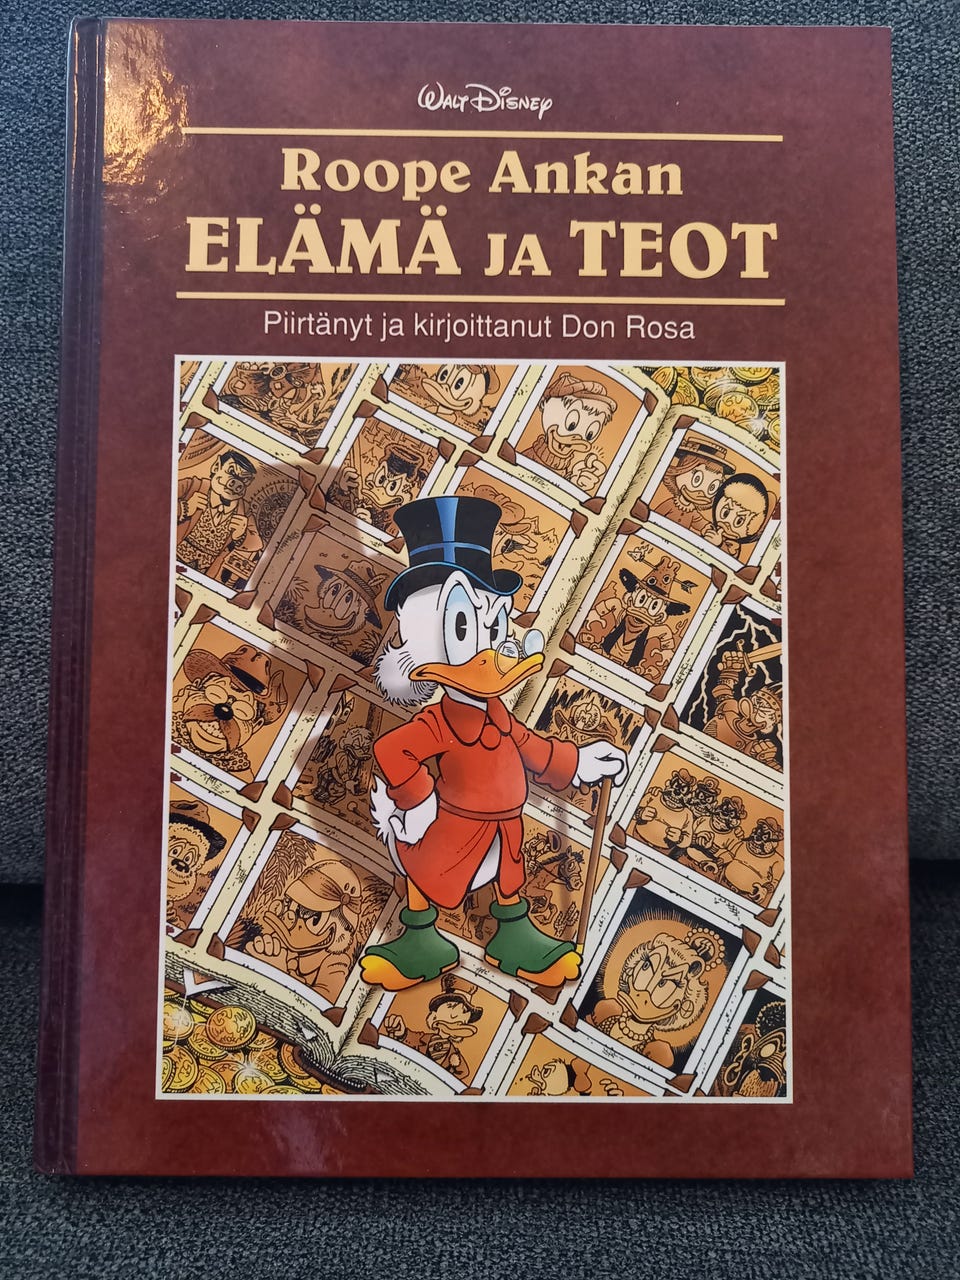 Walt Disney
Roope Ankan
ELÄMÄ JA TEOT
Piirtänyt ja kirjoittanut Don Rosa